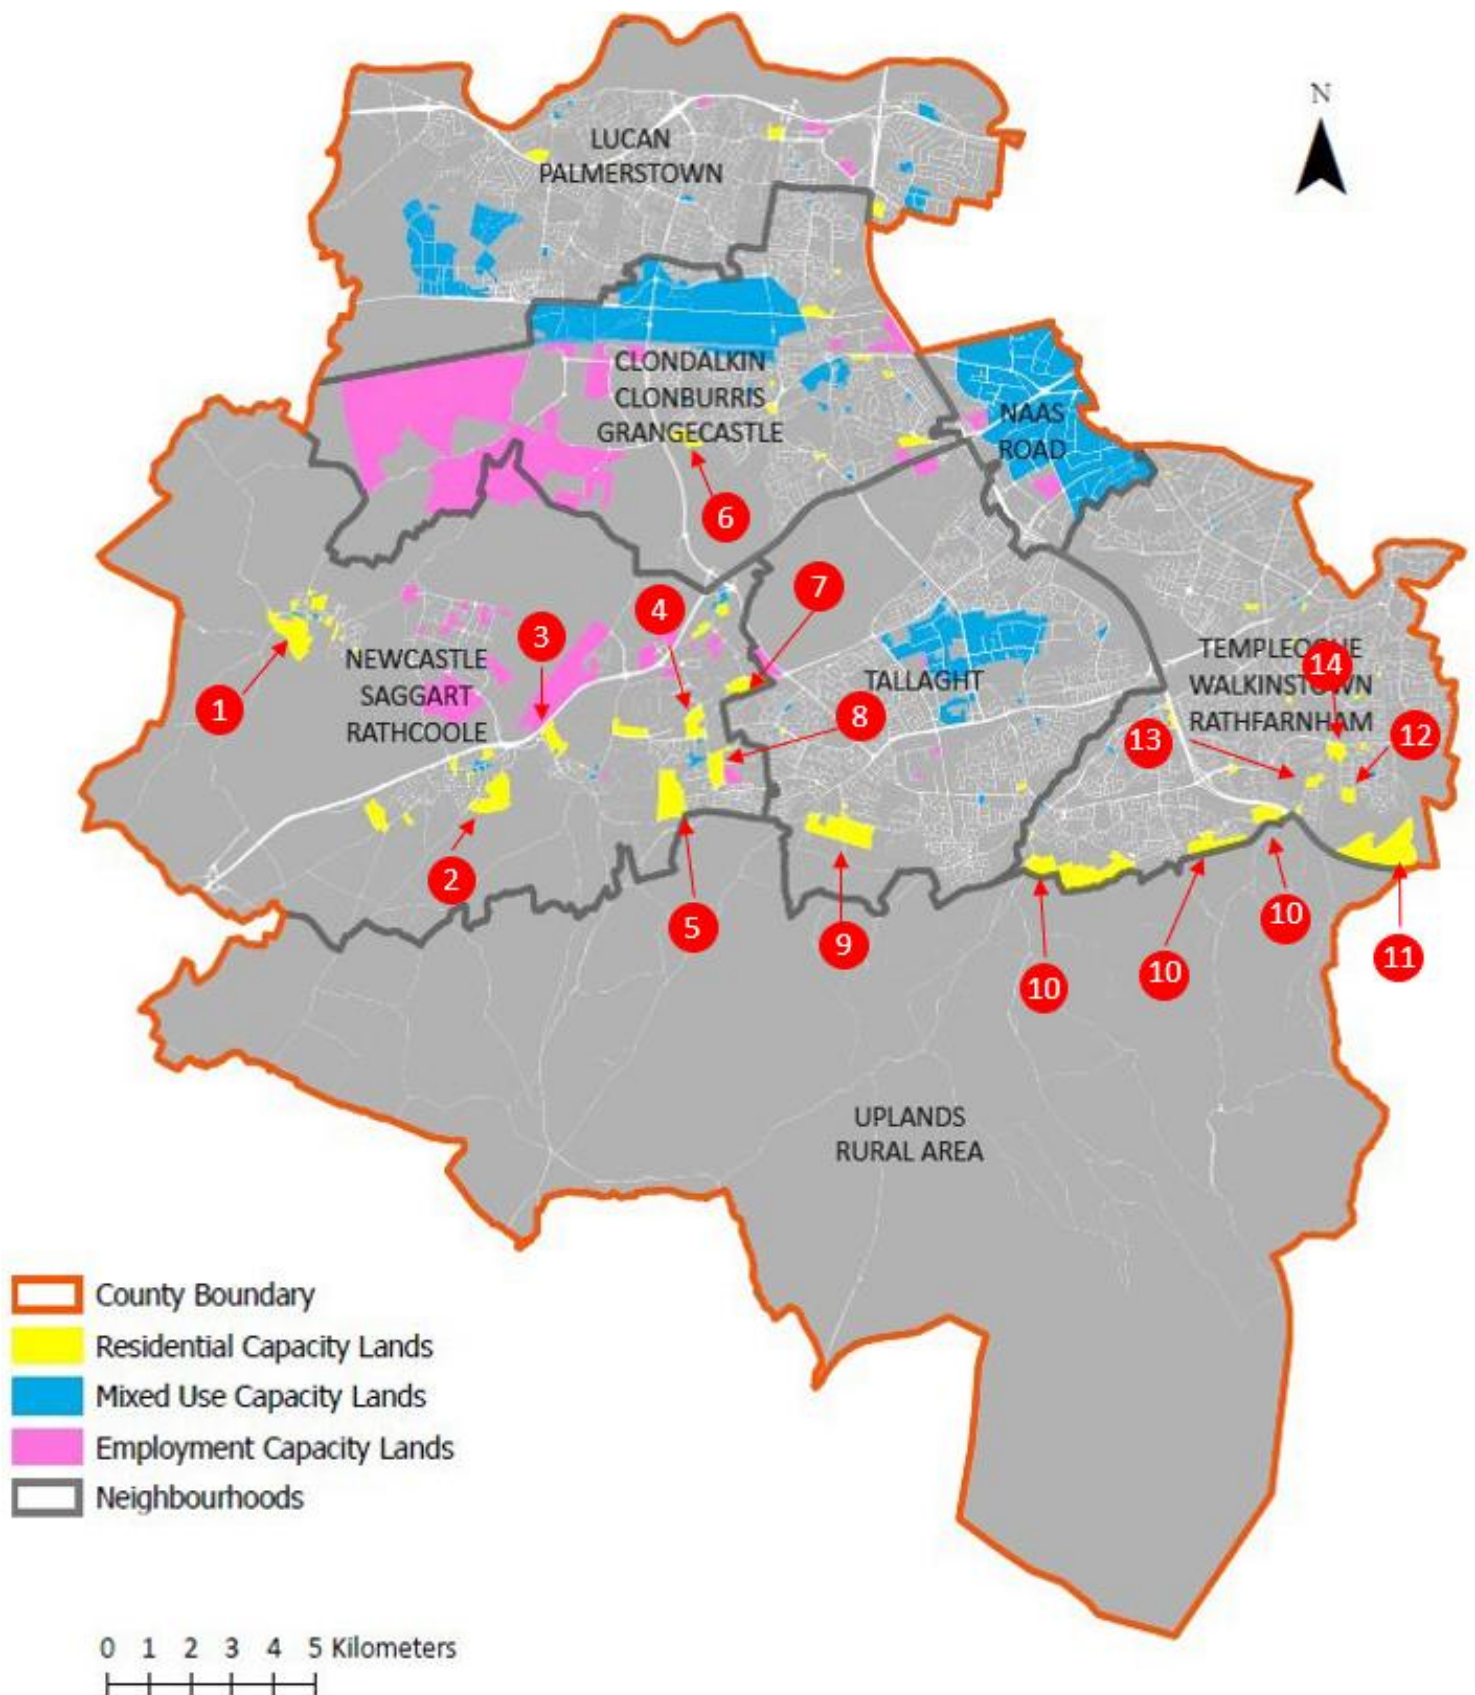 N
LUCAN
PALMERSTOWN
CLONDALKIN
CLONBURRIS
GRANGECASTLE
NAAS
ROAD
6
7
4
3
1
NEWCASTLE
SAGGART
RATHCOOLE
TALLAGHT
8
TEMPLEOGUE
14
WALKINSTOWN
RATHFARNHAM
13
12
2
5
9
10
10
10
11
UPLANDS
RURAL AREA
County Boundary
Residential Capacity Lands
Mixed Use Capacity Lands
Employment Capacity Lands
Neighbourhoods
0 1 2 3 4 5 Kilometers